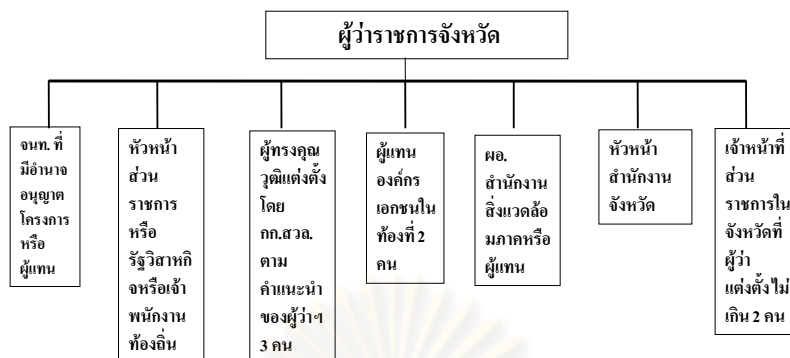 ผู้ว่าราชการจังหวัด
จนท. ที่
มีอำนาจ
อนุญาต
โครงการ
หรือ
ผู้แทน
หัวหน้า
ส่วน
ราชการ
หรือ
รัฐวิสาหกิ
จหรือเจ้า
พนักงาน
ท้องถิ่น
ผู้ทรงคุณ
วุฒิแต่งตั้ง
โดย
กก.สวล.
ตาม
คำแนะนำ
ของผู้ว่าฯ
3 คน
ผู้แทน
องค์กร
เอกชนใน
ท้องที่ 2
คน
ผอ.
สำนักงาน
สิ่งแวดล้อ
มภาคหรือ
ผู้แทน
หัวหน้า
สำนักงาน
จังหวัด
เจ้าหน้าที่
ส่วน
ราชการใน
จังหวัดที่
ผู้ว่า
แต่งตั้งไม่
เกิน 2 คน